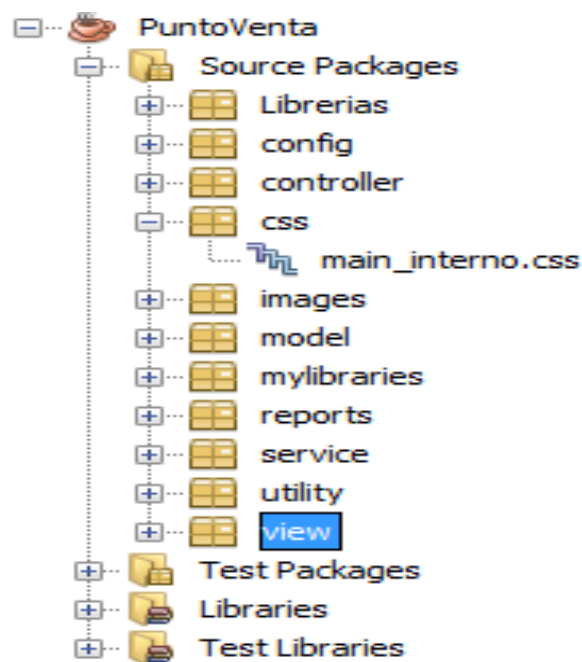 PuntoVenta
Source Packages
Librerias
config
controller
css
main_interno.css
images
model
mylibraries
reports
service
utility
view
Test Packages
Libraries
Test Libraries